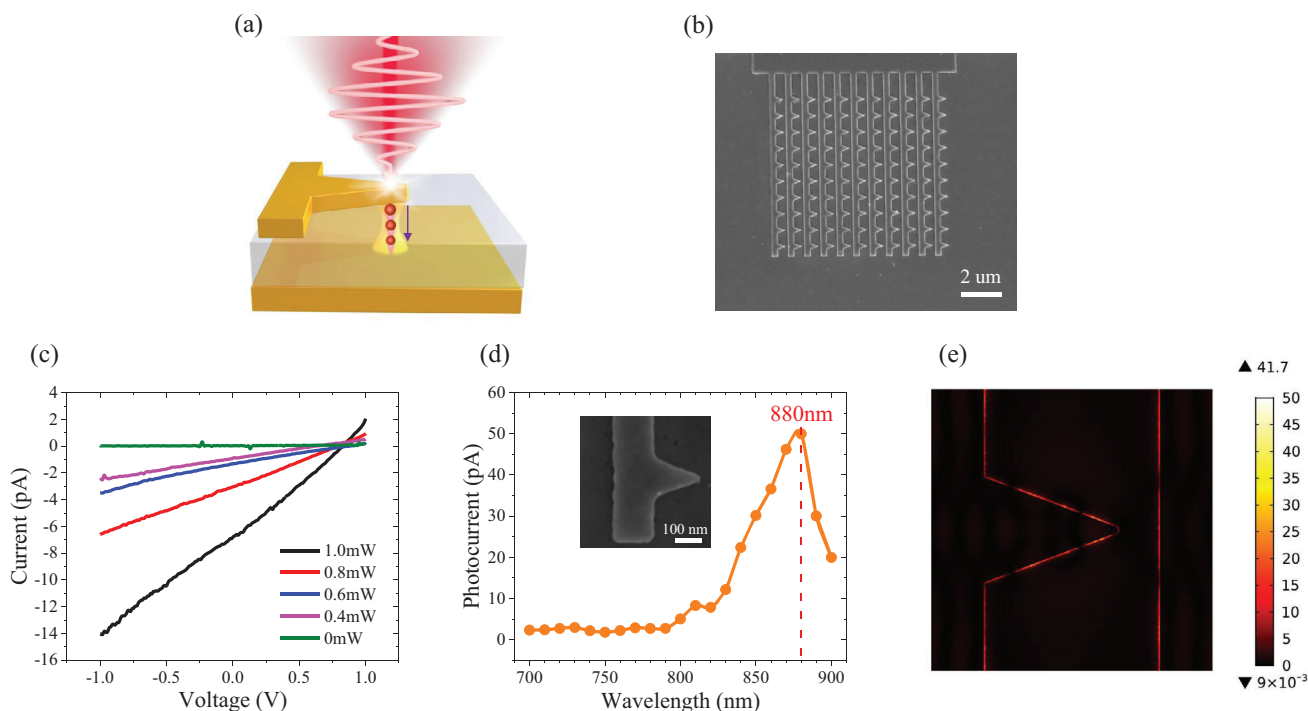 (a)
(b)
2 um
(c)
4
2
0
-2
-4
-6
-8
-10
-12
-14
-16
Current (pA)
-1.0
-0.5
0.0
0.5
1.0
Voltage (V)
1.0mW
0.8mW
0.6mW
0.4mW
0mW
(d)
60
50
40
30
20
10
0
Photocurrent (pA)
880nm
100 nm
700
750
800
850
900
Wavelength (nm)
(e)
▲ 41.7
50
45
40
35
30
25
20
15
10
5
0
▼ 9×10⁻³